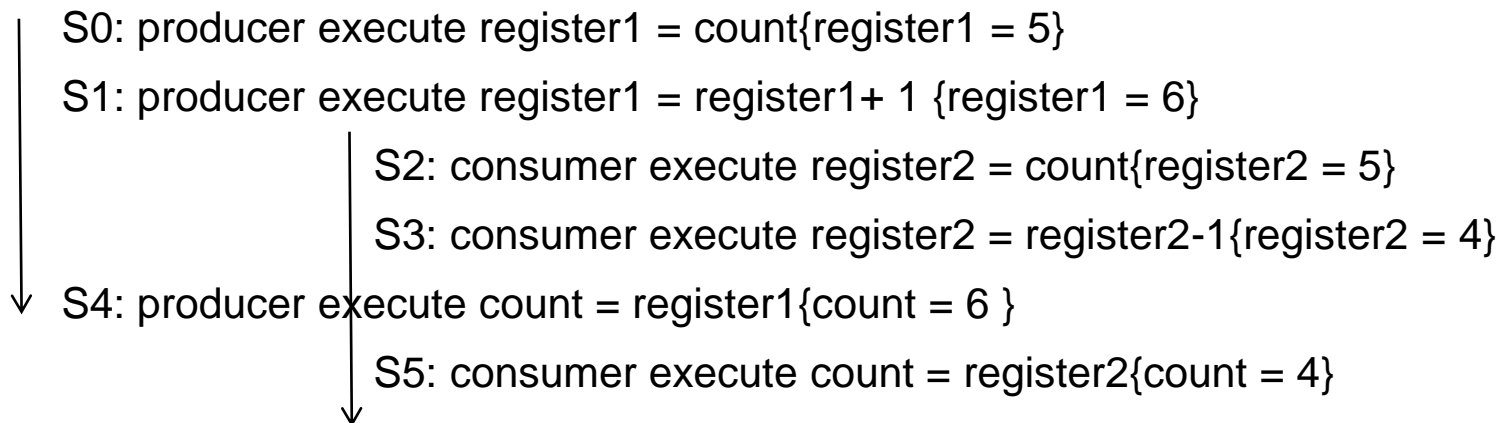 S0: producer execute register1 = count{register1 = 5}
S1: producer execute register1 = register1+ 1 {register1 = 6}
S2: consumer execute register2 = count{register2 = 5}
S3: consumer execute register2 = register2-1{register2 = 4}
S4: producer execute count = register1{count = 6 }
S5: consumer execute count = register2{count = 4}